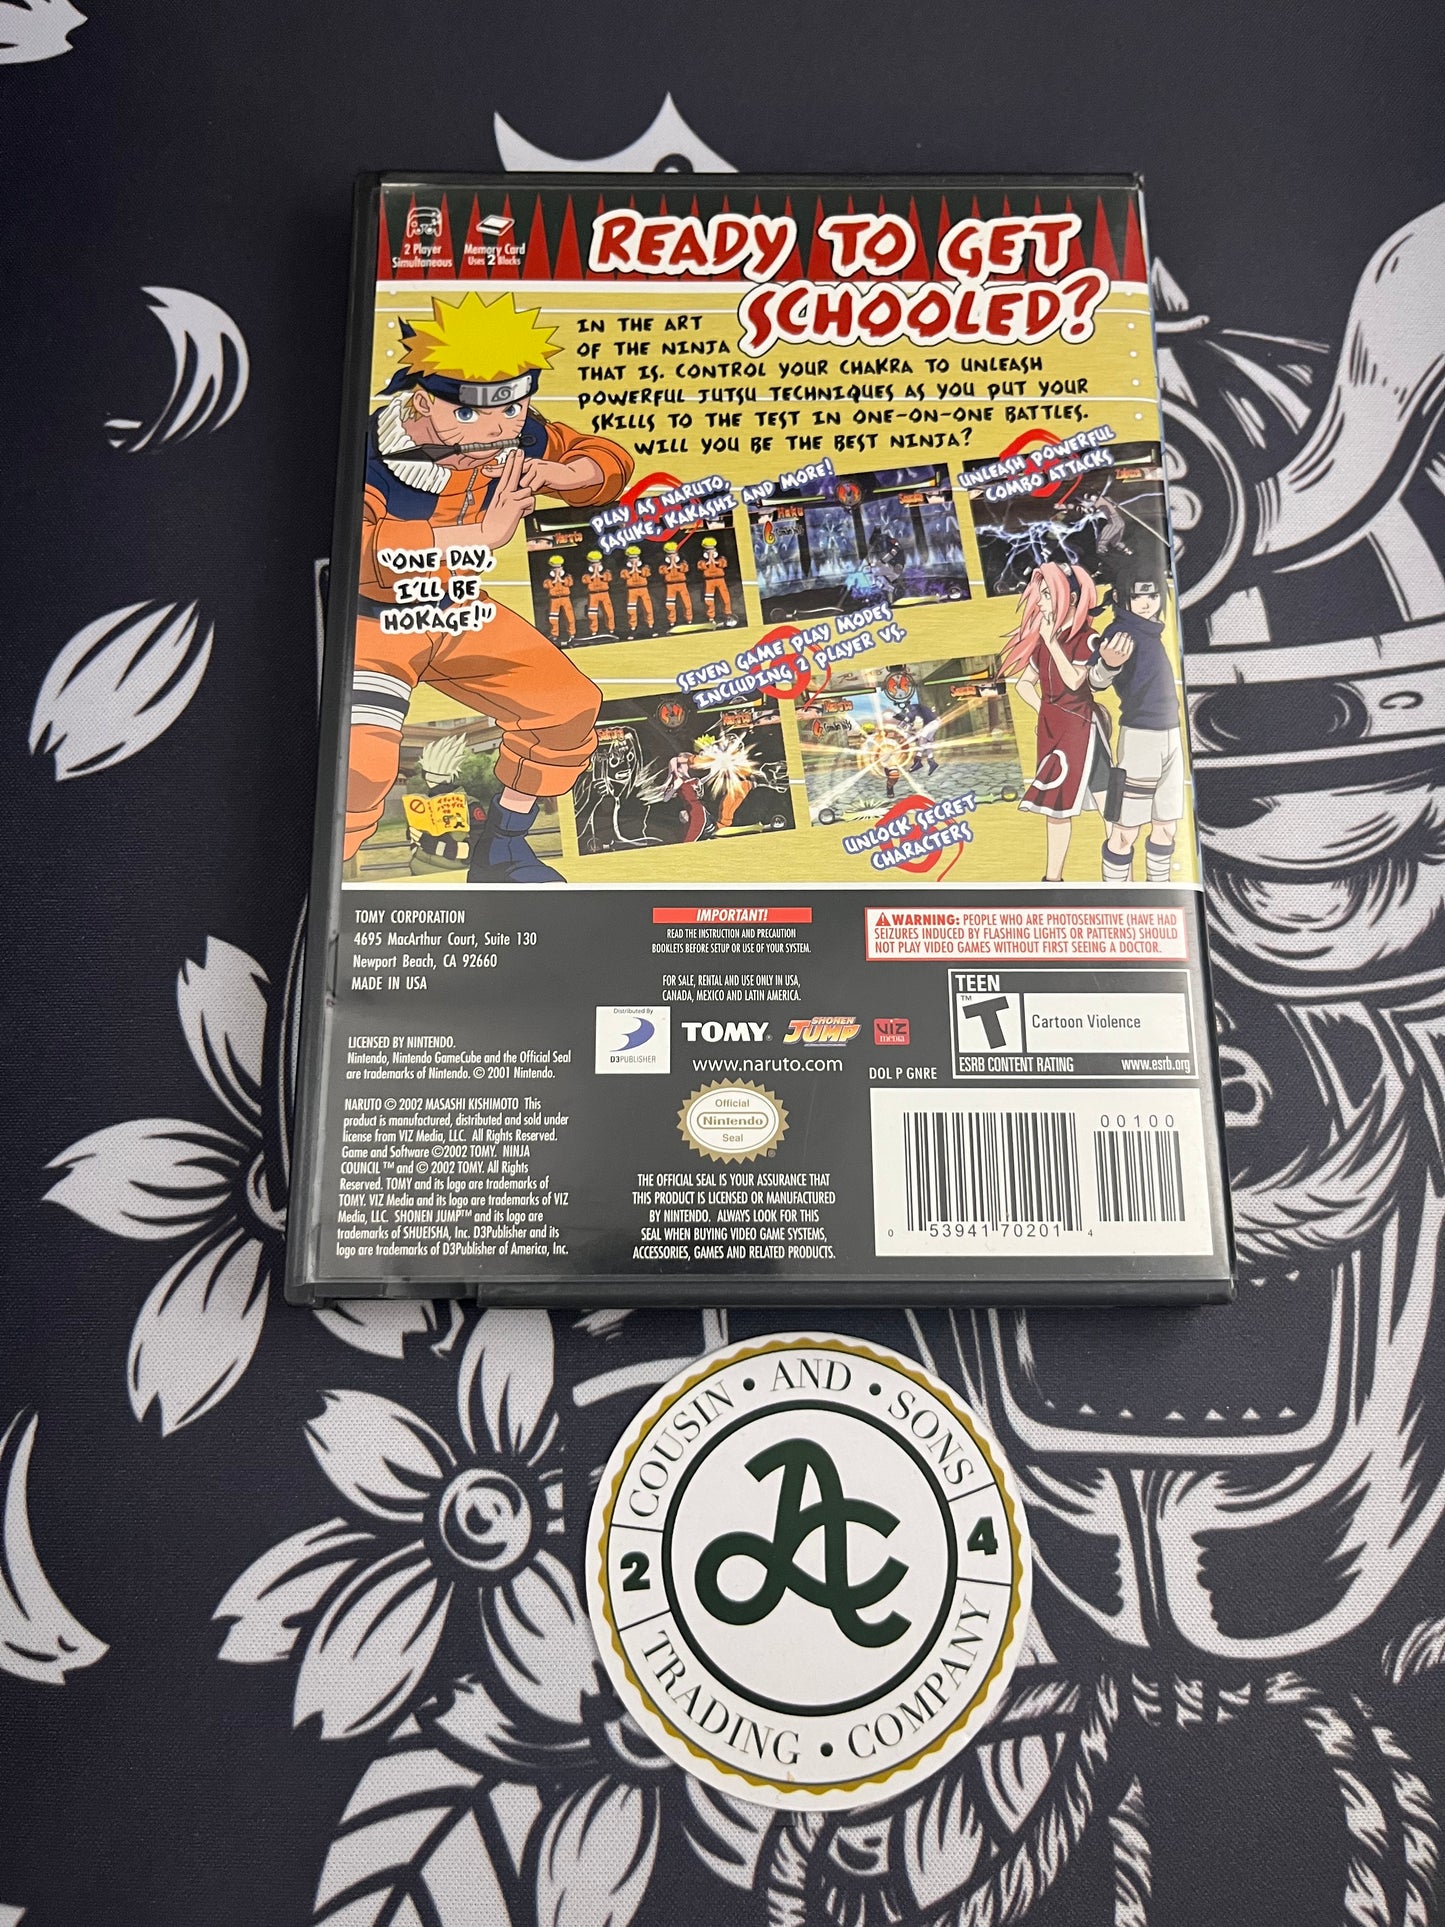 2 Player
Simultaneous
Memory Card
Uses 2 Blocks
READY TO GET
SCHOOLED?
IN THE ART
OF THE NINJA
THAT IS. CONTROL YOUR CHAKRA TO UNLEASH
POWERFUL JUTSU TECHNIQUES AS YOU PUT YOUR
SKILLS TO THE TEST IN ONE-ON-ONE BATTLES.
WILL YOU BE THE BEST NINJA?
"ONE DAY,
I'LL BE
HOKAGE!"
PLAY AS NARUTO,
SASUKE, KAKASHI AND MORE!
UNLEASH POWERFUL
COMBO ATTACKS
Naruto
Haku
Sasuke
SEVEN GAME PLAY MODES
INCLUDING 2 PLAYER VS.
Sakura
Naruto
Naruto
Sasuke
UNLOCK SECRET
CHARACTERS
TOMY CORPORATION
4695 MacArthur Court, Suite 130
Newport Beach, CA 92660
MADE IN USA
IMPORTANT!
READ THE INSTRUCTION AND PRECAUTION
BOOKLETS BEFORE SETUP OR USE OF YOUR SYSTEM.
WARNING: PEOPLE WHO ARE PHOTOSENSITIVE (HAVE HAD
SEIZURES INDUCED BY FLASHING LIGHTS OR PATTERNS) SHOULD
NOT PLAY VIDEO GAMES WITHOUT FIRST SEEING A DOCTOR.
FOR SALE, RENTAL AND USE ONLY IN USA,
CANADA, MEXICO AND LATIN AMERICA.
TEEN
T™
Cartoon Violence
ESRB CONTENT RATING www.esrb.org
Distributed By
D3PUBLISHER
TOMY®
SHONEN
JUMP
VIZ
media
www.naruto.com
DOL P GNRE
LICENSED BY NINTENDO.
Nintendo, Nintendo GameCube and the Official Seal
are trademarks of Nintendo. © 2001 Nintendo.
NARUTO © 2002 MASASHI KISHIMOTO This
product is manufactured, distributed and sold under
license from VIZ Media, LLC. All Rights Reserved.
Game and Software ©2002 TOMY. NINJA
COUNCIL ™ and © 2002 TOMY. All Rights
Reserved. TOMY and its logo are trademarks of
TOMY. VIZ Media and its logo are trademarks of VIZ
Media, LLC. SHONEN JUMP™ and its logo are
trademarks of SHUEISHA, Inc. D3Publisher and its
logo are trademarks of D3Publisher of America, Inc.
Official
Nintendo
Seal
®
THE OFFICIAL SEAL IS YOUR ASSURANCE THAT
THIS PRODUCT IS LICENSED OR MANUFACTURED
BY NINTENDO. ALWAYS LOOK FOR THIS
SEAL WHEN BUYING VIDEO GAME SYSTEMS,
ACCESSORIES, GAMES AND RELATED PRODUCTS.
00100
0 53941 70201 4
COUSIN • AND • SONS
2 4
TRADING • COMPANY